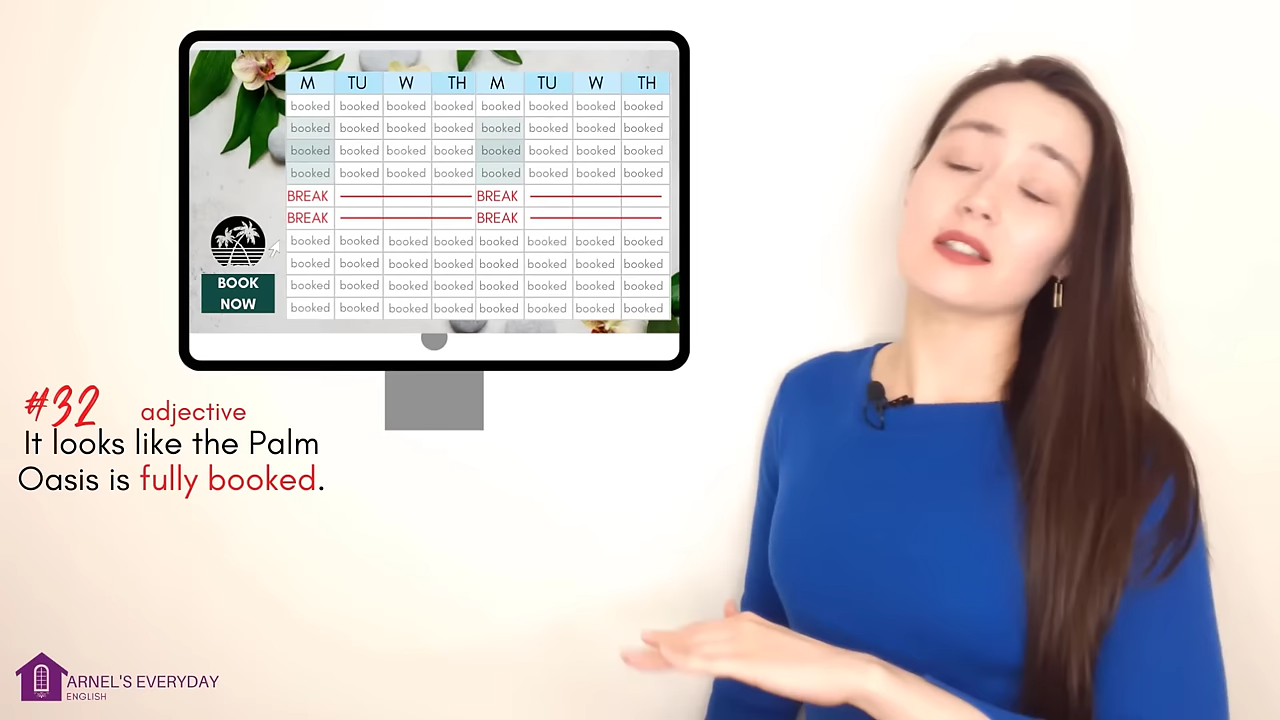 M TU W TH M TU W TH
booked booked booked booked booked booked booked booked
booked booked booked booked booked booked booked booked
booked booked booked booked booked booked booked booked
booked booked booked booked booked booked booked booked
BREAK BREAK
BREAK BREAK
booked booked booked booked booked booked booked booked
booked booked booked booked booked booked booked booked
booked booked booked booked booked booked booked booked
booked booked booked booked booked booked booked booked
BOOK
NOW
#32 adjective
It looks like the Palm
Oasis is fully booked.
ARNEL'S EVERYDAY
ENGLISH